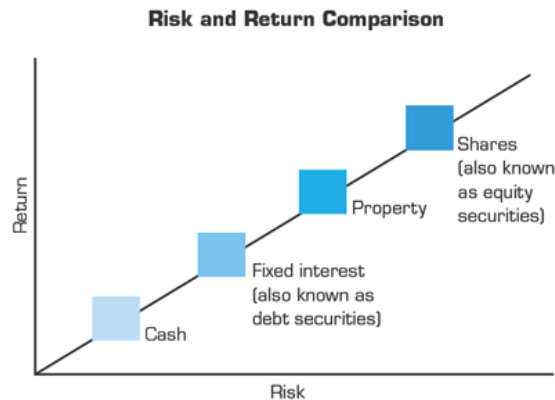 Risk and Return Comparison
Return
Shares
(also known
as equity
securities)
Property
Fixed interest
(also known as
debt securities)
Cash
Risk